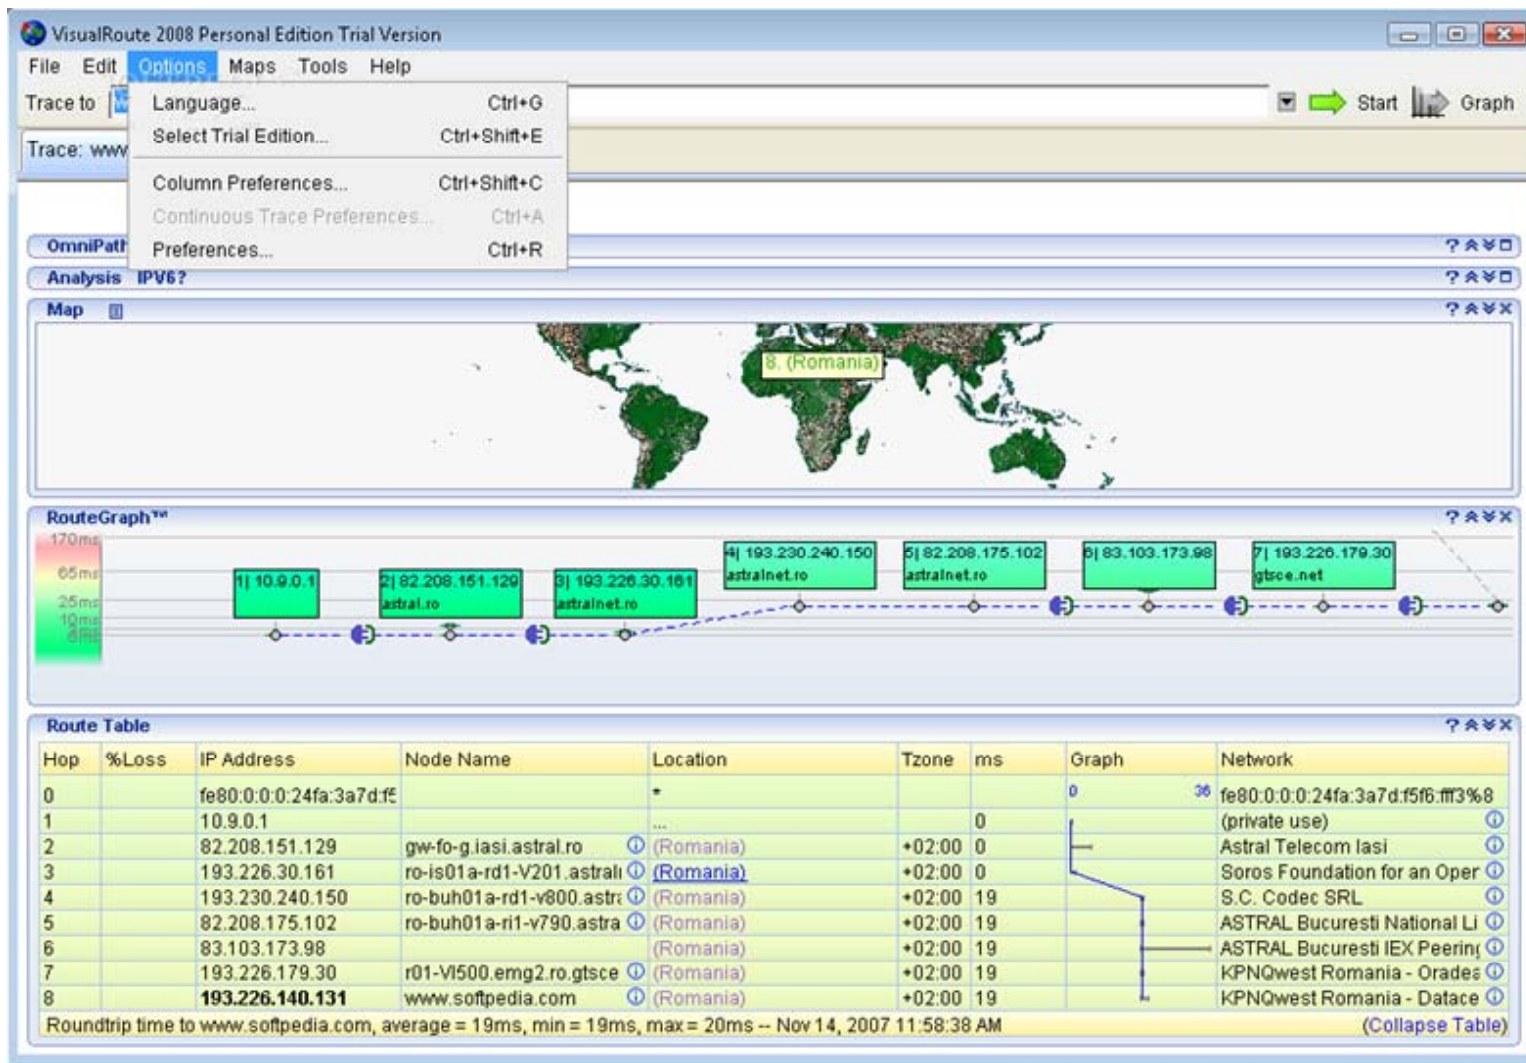 VisualRoute 2008 Personal Edition Trial Version
File Edit Options Maps Tools Help
Trace to Start Graph
Language... Ctrl+G
Select Trial Edition... Ctrl+Shift+E
Column Preferences... Ctrl+Shift+C
Continuous Trace Preferences... Ctrl+A
Preferences... Ctrl+R
Trace: www
OmniPath
Analysis IPV6?
Map
8. (Romania)
RouteGraph™
170ms
65ms
25ms
10ms
1| 10.9.0.1
2| 82.208.151.129
astral.ro
3| 193.226.30.161
astralnet.ro
4| 193.230.240.150
astralnet.ro
5| 82.208.175.102
astralnet.ro
6| 83.103.173.98
7| 193.226.179.30
gtsce.net
Route Table
Hop %Loss IP Address Node Name Location Tzone ms Graph Network
0 fe80:0:0:0:24fa:3a7d:f5 * 0 36 fe80:0:0:0:24fa:3a7d:f5f6:fff3%8
1 10.9.0.1 ... 0 (private use)
2 82.208.151.129 gw-fo-g.iasi.astral.ro (Romania) +02:00 0 Astral Telecom Iasi
3 193.226.30.161 ro-is01a-rd1-V201.astral (Romania) +02:00 0 Soros Foundation for an Oper
4 193.230.240.150 ro-buh01a-rd1-v800.astra (Romania) +02:00 19 S.C. Codec SRL
5 82.208.175.102 ro-buh01a-ri1-v790.astra (Romania) +02:00 19 ASTRAL Bucuresti National Li
6 83.103.173.98 (Romania) +02:00 19 ASTRAL Bucuresti IEX Peering
7 193.226.179.30 r01-Vl500.emg2.ro.gtsce (Romania) +02:00 19 KPNQwest Romania - Oradea
8 193.226.140.131 www.softpedia.com (Romania) +02:00 19 KPNQwest Romania - Datace
Roundtrip time to www.softpedia.com, average = 19ms, min = 19ms, max = 20ms -- Nov 14, 2007 11:58:38 AM (Collapse Table)